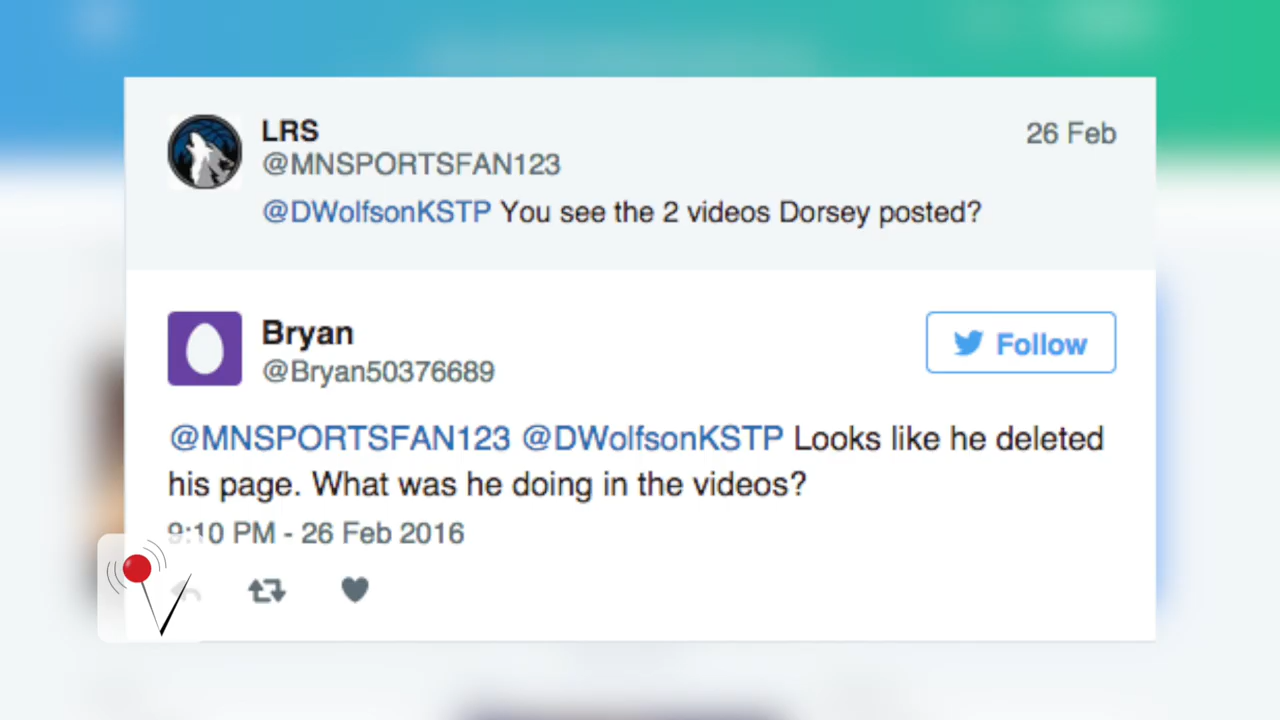 LRS
26 Feb
@MNSPORTSFAN123
@DWolfsonKSTP You see the 2 videos Dorsey posted?
Bryan
Follow
@Bryan50376689
@MNSPORTSFAN123 @DWolfsonKSTP Looks like he deleted
his page. What was he doing in the videos?
9:10 PM - 26 Feb 2016